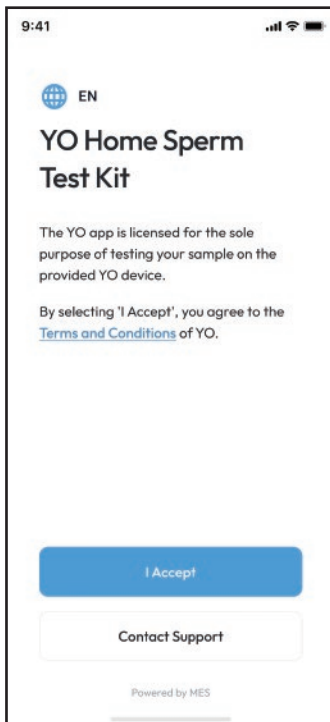 9:41
EN
YO Home Sperm
Test Kit
The YO app is licensed for the sole
purpose of testing your sample on the
provided YO device.
By selecting 'I Accept', you agree to the
Terms and Conditions of YO.
I Accept
Contact Support
Powered by MES